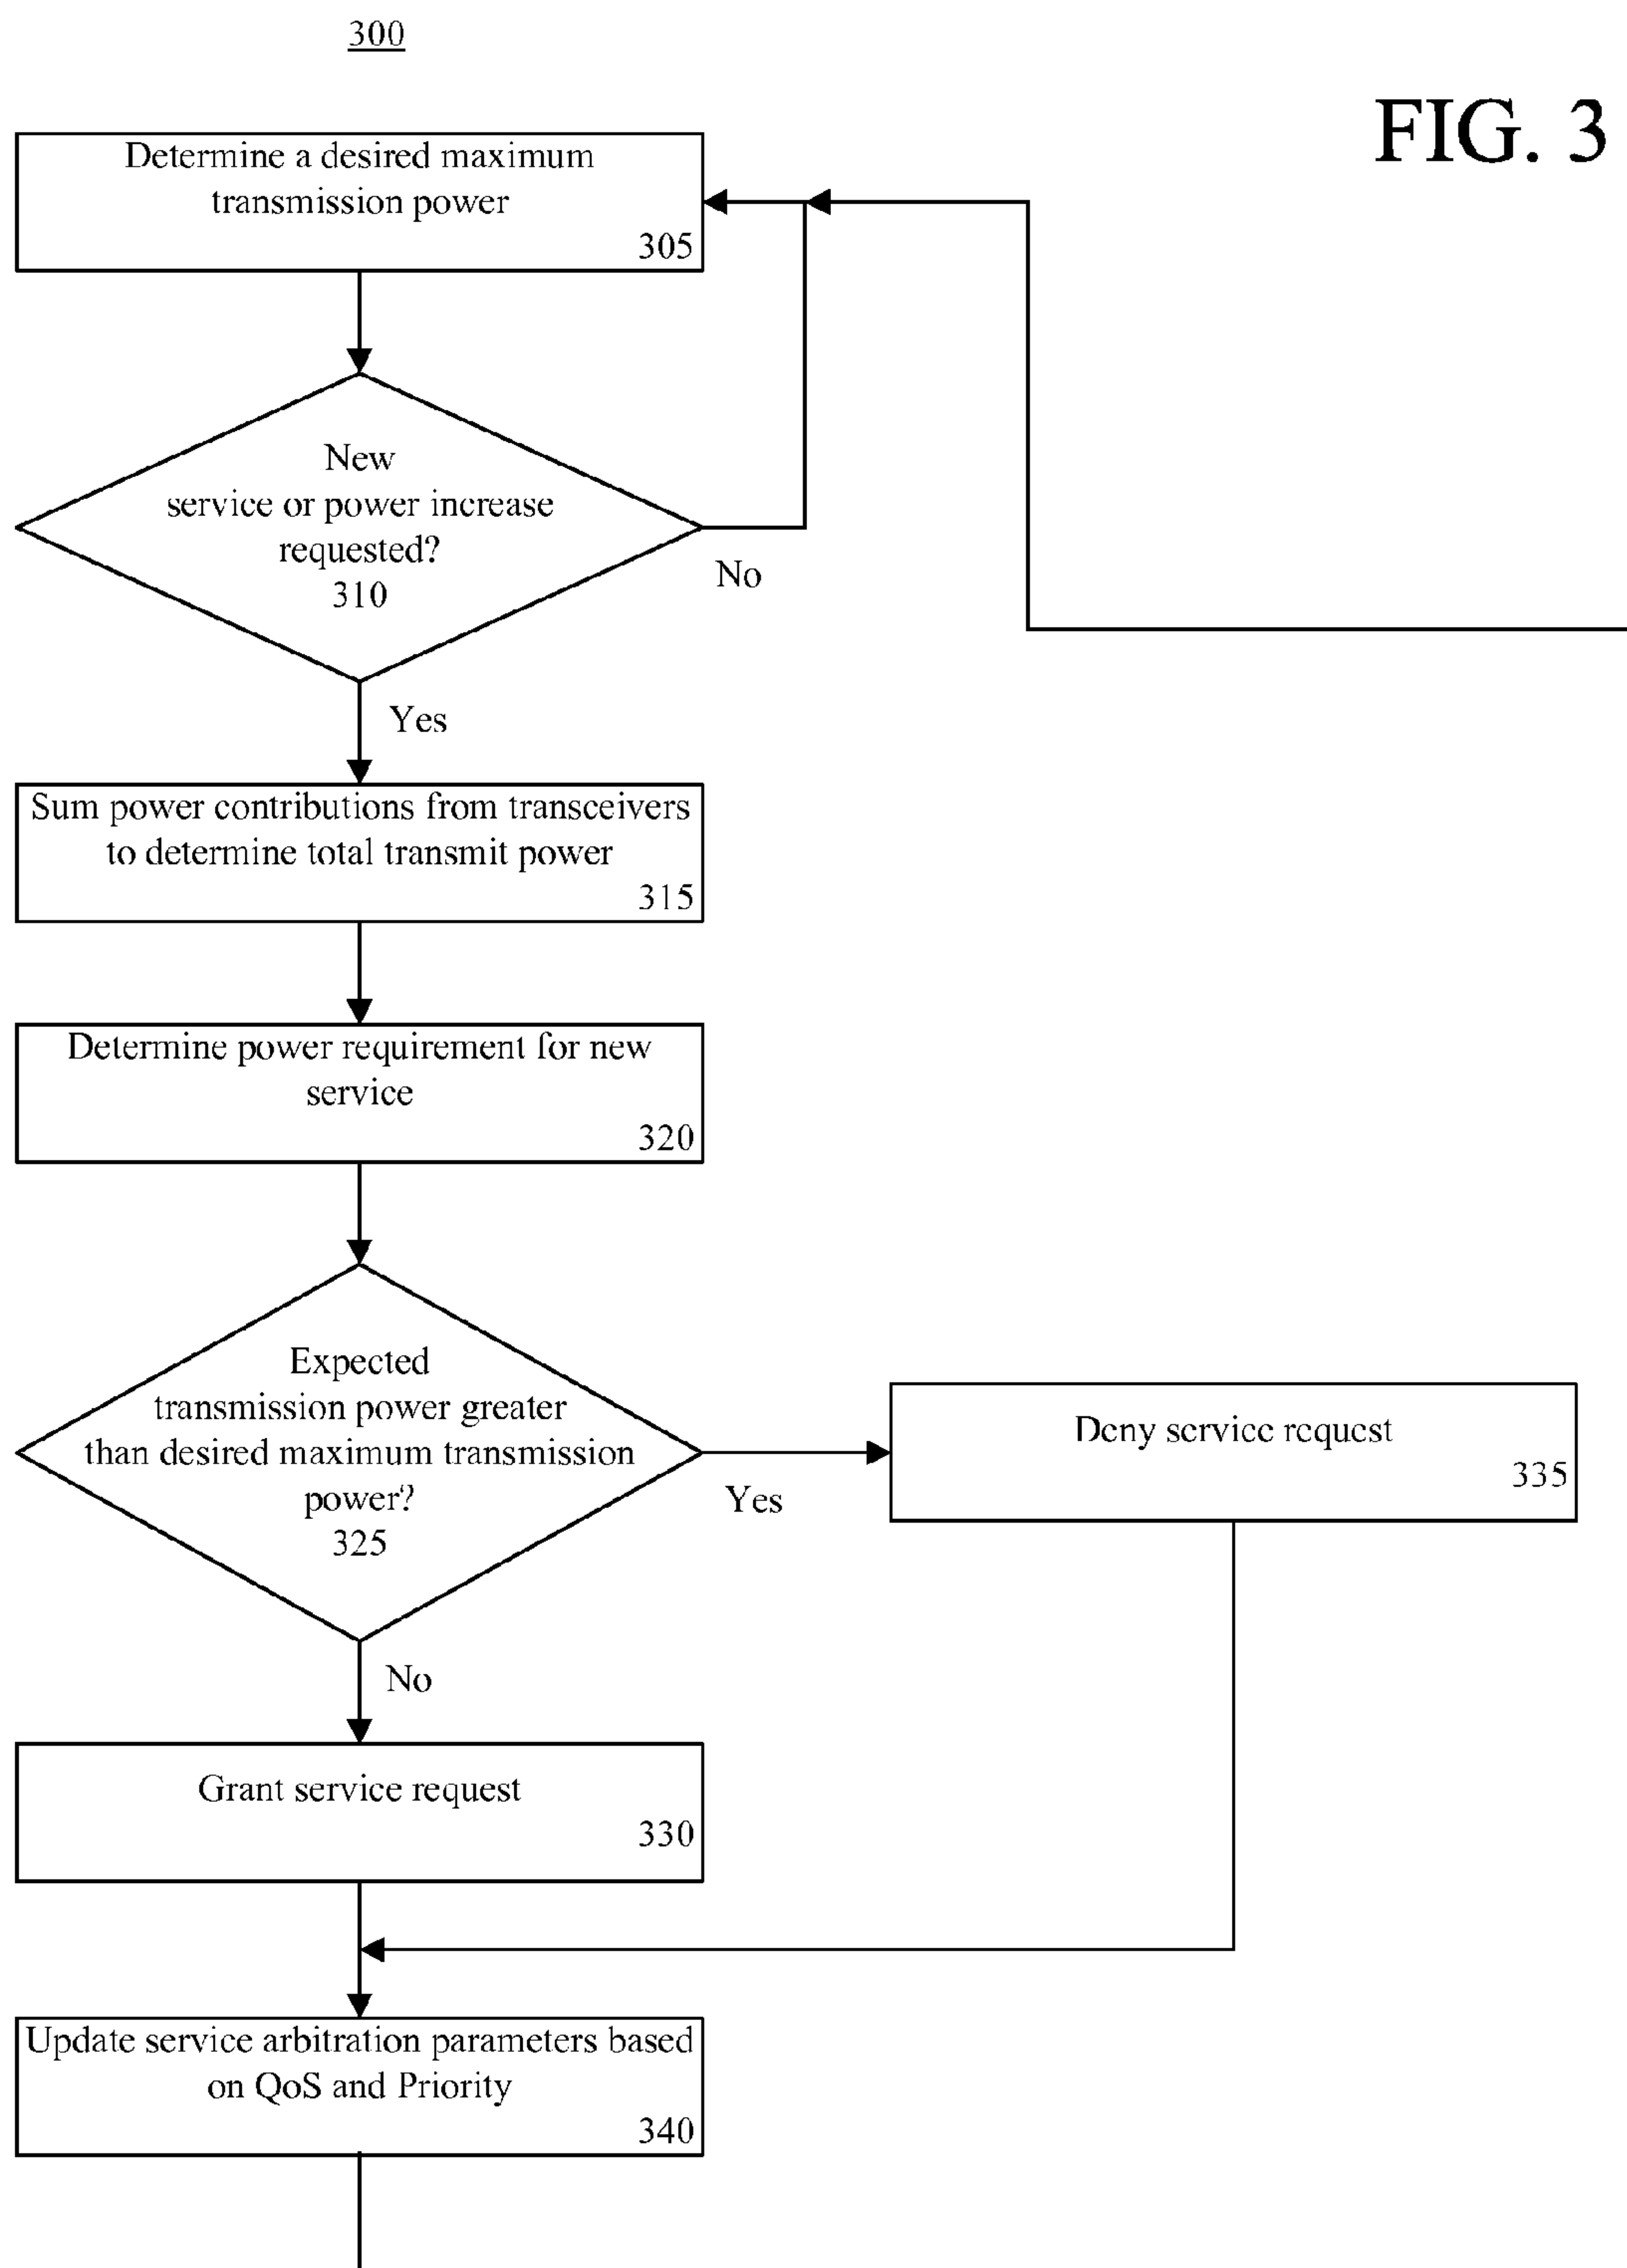 300
FIG. 3
Determine a desired maximum
transmission power
305
New
service or power increase
requested?
310
No
Yes
Sum power contributions from transceivers
to determine total transmit power
315
Determine power requirement for new
service
320
Expected
transmission power greater
than desired maximum transmission
power?
325
Yes
Deny service request
335
No
Grant service request
330
Update service arbitration parameters based
on QoS and Priority
340